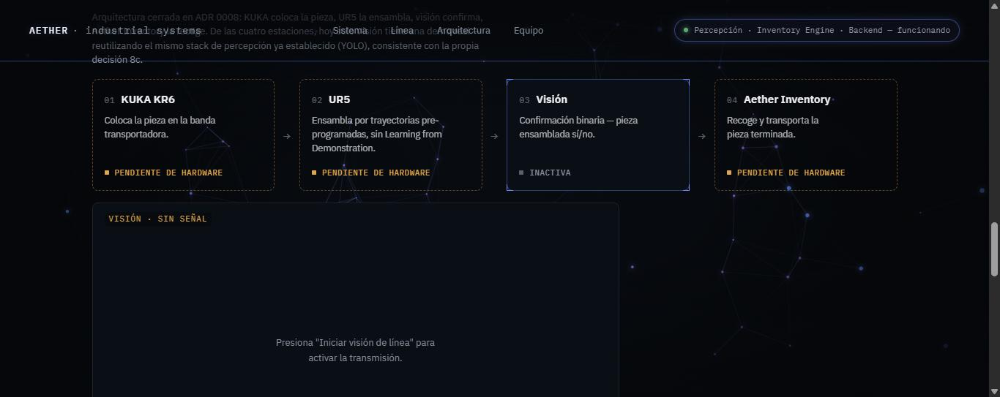 Arquitectura cerrada en ADR 0008: KUKA coloca la pieza, UR5 la ensambla, visión confirma,
AETHER · industrial systems
Sistema
Línea
Arquitectura
Equipo
Percepción · Inventory Engine · Backend — funcionando
De las cuatro estaciones, hoy
reutilizando el mismo stack de percepción ya establecido (YOLO), consistente con la propia
decisión 8c.
01 KUKA KR6
Coloca la pieza en la banda
transportadora.
PENDIENTE DE HARDWARE
→
02 UR5
Ensambla por trayectorias pre-
programadas, sin Learning from
Demonstration.
PENDIENTE DE HARDWARE
→
03 Visión
Confirmación binaria — pieza
ensamblada sí/no.
INACTIVA
→
04 Aether Inventory
Recoge y transporta la
pieza terminada.
PENDIENTE DE HARDWARE
VISIÓN · SIN SEÑAL
Presiona "Iniciar visión de línea" para
activar la transmisión.